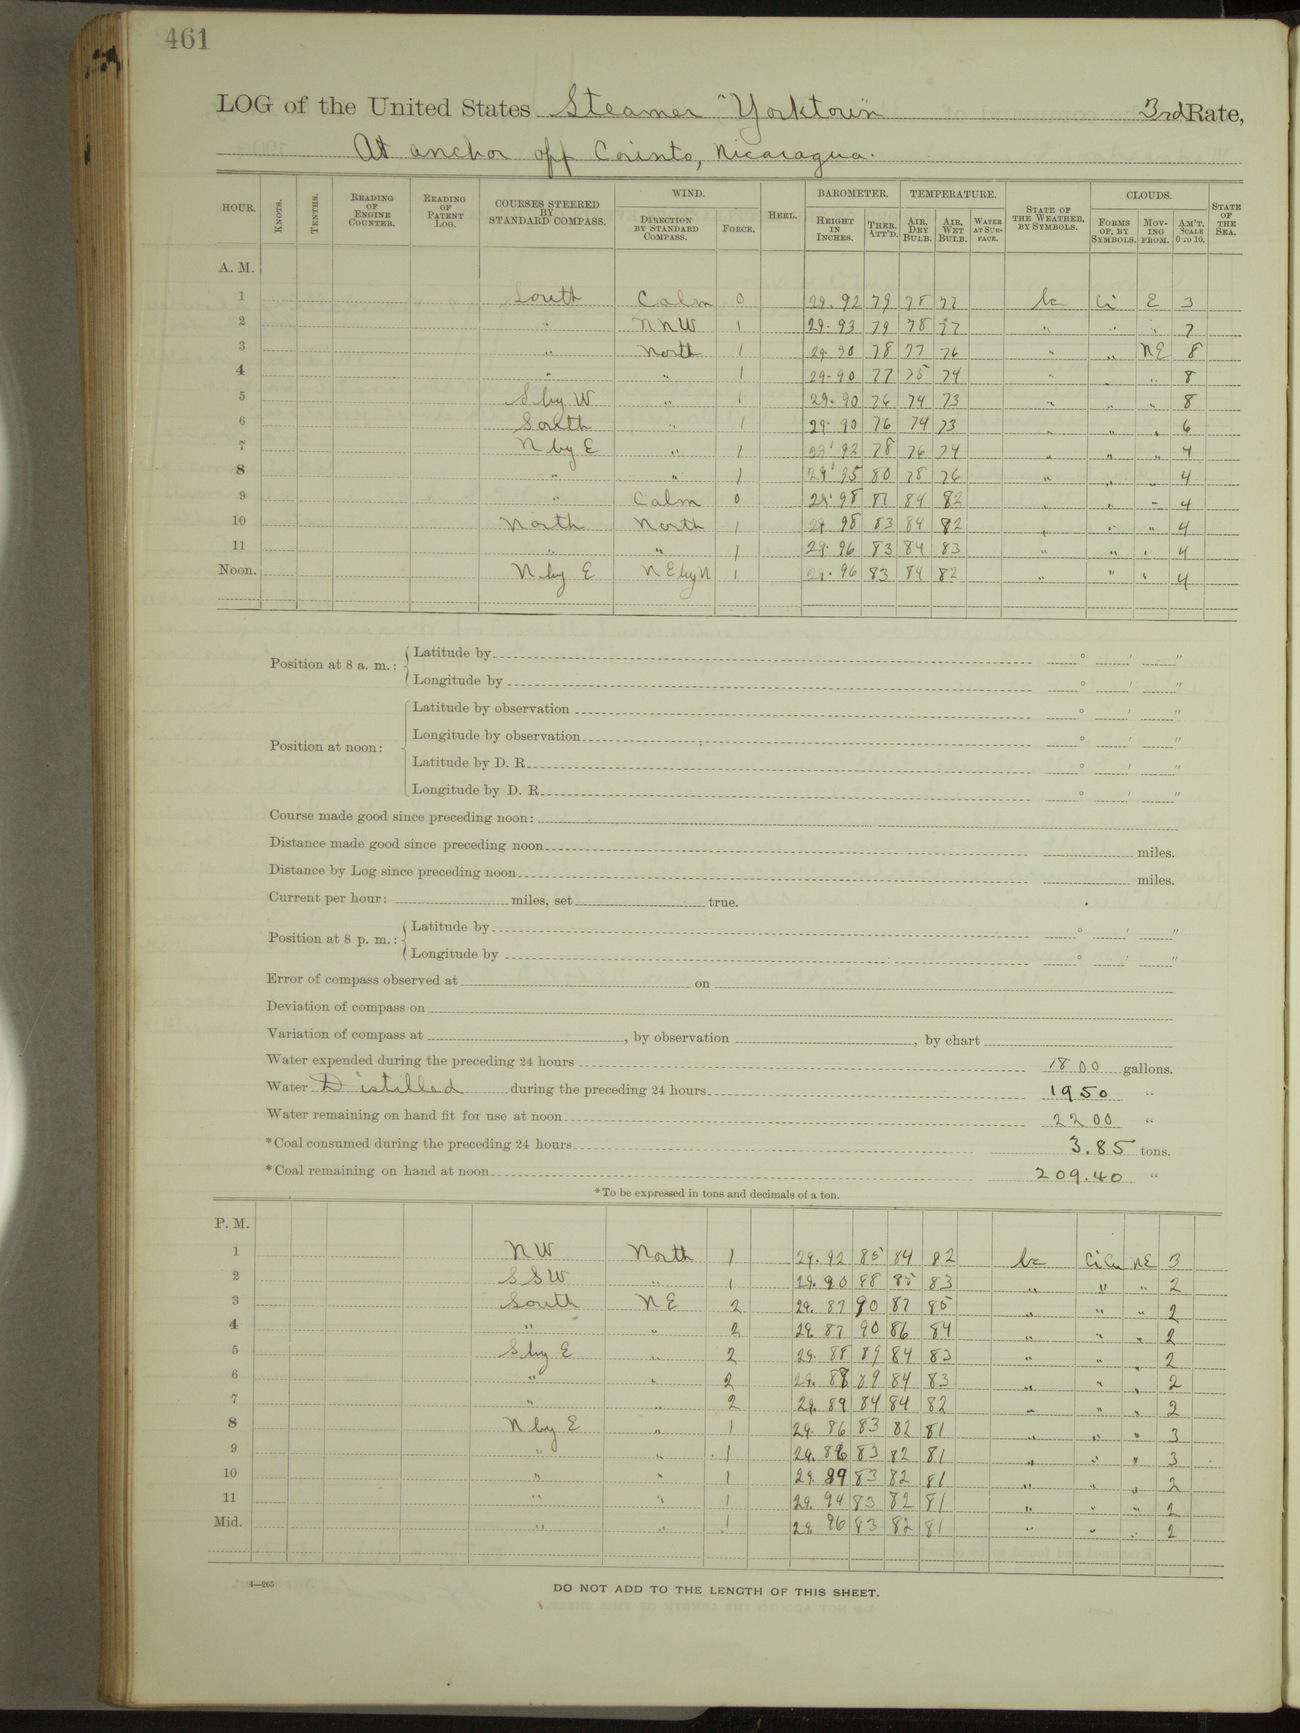 461
LOG of the United States Steamer "Yorktown" 3rd Rate,
At anchor off Corinto, Nicaragua.
HOUR. KNOTS. TENTHS. READING OF ENGINE COUNTER. READING OF PATENT LOG. COURSES STEERED BY STANDARD COMPASS. WIND. DIRECTION BY STANDARD COMPASS. FORCE. HEEL. BAROMETER. HEIGHT IN INCHES. THER. ATT'D. TEMPERATURE. AIR, DRY BULB. AIR, WET BULB. WATER AT SURFACE. STATE OF THE WEATHER, BY SYMBOLS. CLOUDS. FORMS OF, BY SYMBOLS. MOVING FROM. AM'T. SCALE 0 TO 10. STATE OF THE SEA.
A. M.
1 South Calm 0 29.92 79 78 77 bc Ci E 3
2 " NNW 1 29.93 79 78 77 " " " 7
3 " North 1 29.90 78 77 76 " " NE 8
4 " " 1 29.90 77 75 74 " " " 8
5 S by W " 1 29.90 76 74 73 " " " 8
6 South " 1 29.90 76 74 73 " " " 6
7 N by E " 1 29.92 78 76 74 " " " 4
8 " " 1 29.95 80 78 76 " " " 4
9 " Calm 0 29.98 81 84 82 " " " 4
10 North North 1 29.98 83 84 82 " " " 4
11 " " 1 29.96 83 84 83 " " " 4
Noon. N by E NE by N 1 29.96 83 84 82 " " " 4
Position at 8 a. m.: Latitude by ° ' "
Longitude by ° ' "
Position at noon: Latitude by observation ° ' "
Longitude by observation ° ' "
Latitude by D. R. ° ' "
Longitude by D. R. ° ' "
Course made good since preceding noon:
Distance made good since preceding noon miles.
Distance by Log since preceding noon miles.
Current per hour: miles, set true.
Position at 8 p. m.: Latitude by ° ' "
Longitude by ° ' "
Error of compass observed at on
Deviation of compass on
Variation of compass at , by observation , by chart
Water expended during the preceding 24 hours 1800 gallons.
Water Distilled during the preceding 24 hours 1950 "
Water remaining on hand fit for use at noon 2200 "
*Coal consumed during the preceding 24 hours 3.85 tons.
*Coal remaining on hand at noon 209.40 "
*To be expressed in tons and decimals of a ton.
P. M.
1 NW North 1 29.92 85 84 82 bc CiCu NE 3
2 SSW " 1 29.90 88 85 83 " " " 2
3 South NE 2 29.87 90 87 85 " " " 2
4 " " 2 29.87 90 86 84 " " " 2
5 S by E " 2 29.88 89 84 83 " " " 2
6 " " 2 29.88 89 84 83 " " " 2
7 " " 2 29.89 84 84 82 " " " 2
8 N by E " 1 29.86 83 82 81 " " " 3
9 " " 1 29.86 83 82 81 " " " 3
10 " " 1 29.89 83 82 81 " " " 2
11 " " 1 29.94 83 82 81 " " " 2
Mid. " " 1 29.96 83 82 81 " " " 2
4—265
DO NOT ADD TO THE LENGTH OF THIS SHEET.